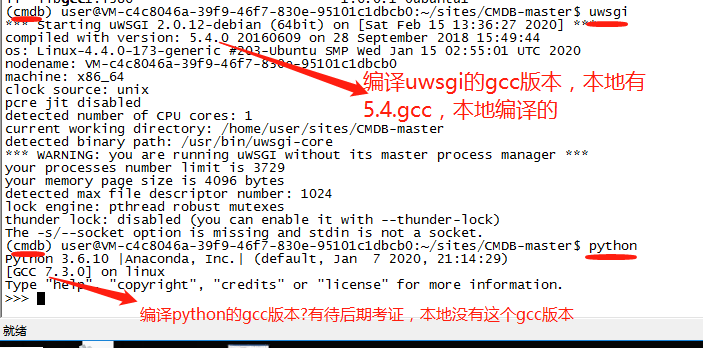 (cmdb) user@VM-c4c8046a-39f9-46f7-830e-95101c1dbcb0:~/sites/CMDB-master$ uwsgi
*** Starting uWSGI 2.0.12-debian (64bit) on [Sat Feb 15 13:36:27 2020] ***
compiled with version: 5.4.0 20160609 on 28 September 2018 15:49:44
os: Linux-4.4.0-173-generic #203-Ubuntu SMP Wed Jan 15 02:55:01 UTC 2020
nodename: VM-c4c8046a-39f9-46f7-830e-95101c1dbcb0
machine: x86_64
clock source: unix
pcre jit disabled
detected number of CPU cores: 1
current working directory: /home/user/sites/CMDB-master
detected binary path: /usr/bin/uwsgi-core
*** WARNING: you are running uWSGI without its master process manager ***
your processes number limit is 3729
your memory page size is 4096 bytes
detected max file descriptor number: 1024
lock engine: pthread robust mutexes
thunder lock: disabled (you can enable it with --thunder-lock)
The -s/--socket option is missing and stdin is not a socket.
(cmdb) user@VM-c4c8046a-39f9-46f7-830e-95101c1dbcb0:~/sites/CMDB-master$ python
Python 3.6.10 |Anaconda, Inc.| (default, Jan  7 2020, 21:14:29)
[GCC 7.3.0] on linux
Type "help", "copyright", "credits" or "license" for more information.
>>>
编译uwsgi的gcc版本，本地有
5.4.gcc，本地编译的
编译python的gcc版本?有待后期考证，本地没有这个gcc版本
就绪